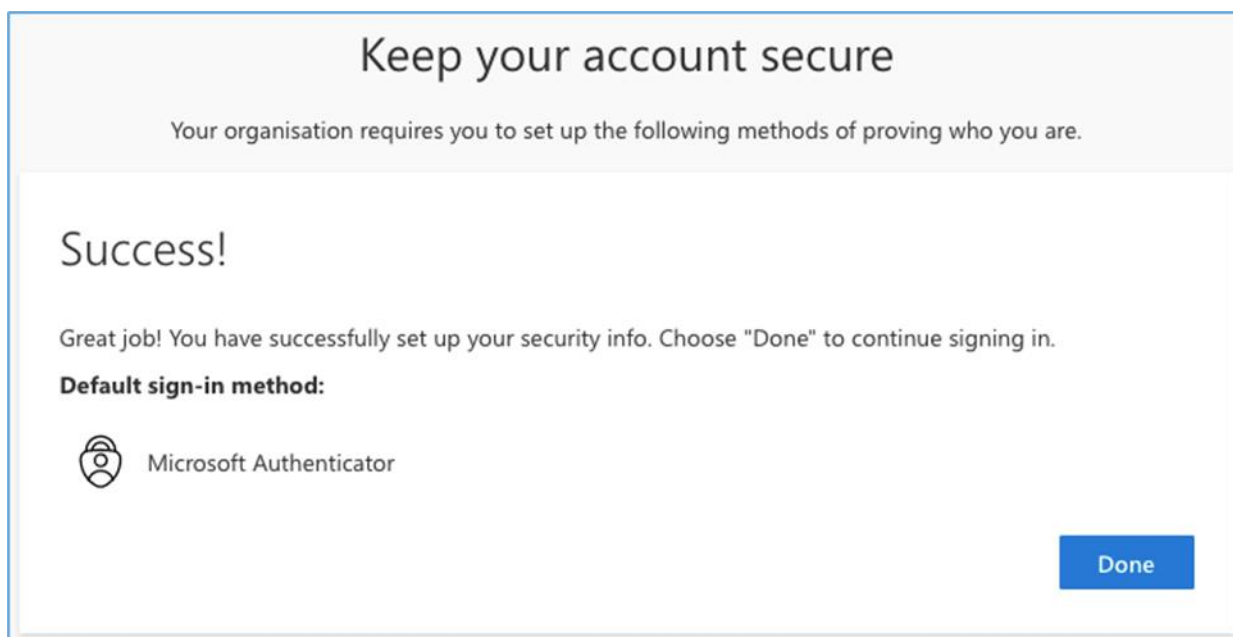 Keep your account secure
Your organisation requires you to set up the following methods of proving who you are.
Success!
Great job! You have successfully set up your security info. Choose "Done" to continue signing in.
Default sign-in method:
Microsoft Authenticator
Done